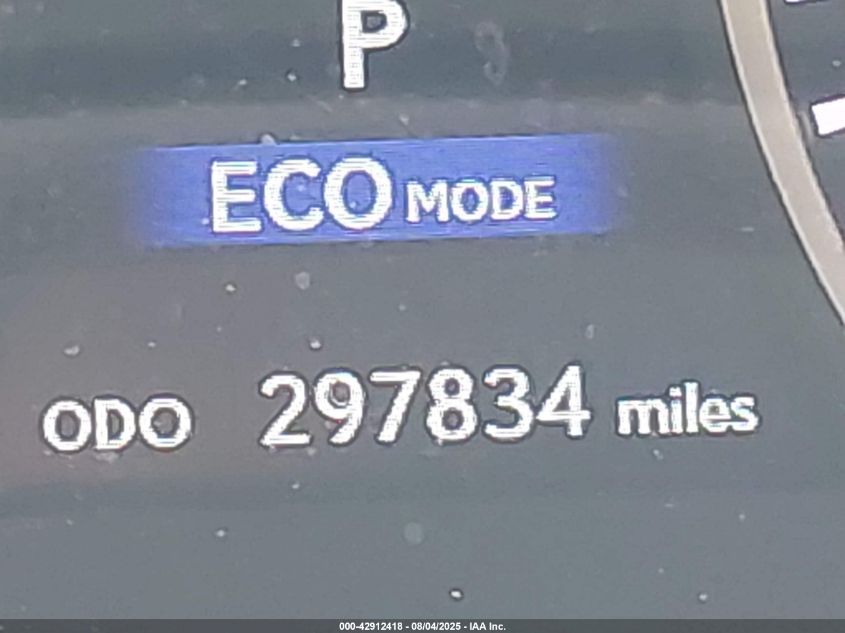 P
ECO MODE
ODO 297834 miles
000-42912418 - 08/04/2025 - IAA Inc.